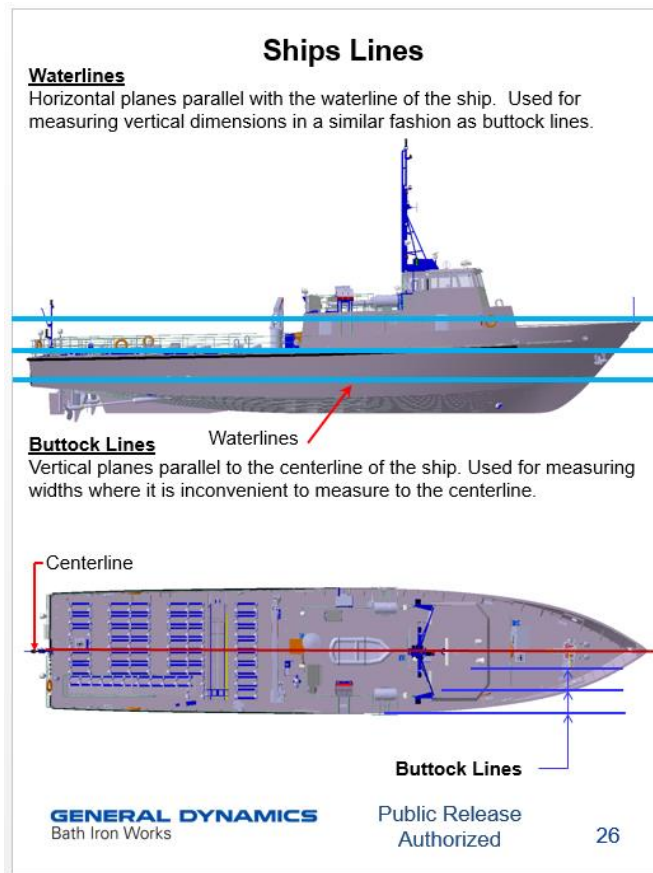 Ships Lines
Waterlines
Horizontal planes parallel with the waterline of the ship.  Used for
measuring vertical dimensions in a similar fashion as buttock lines.
Waterlines
Buttock Lines
Vertical planes parallel to the centerline of the ship. Used for measuring
widths where it is inconvenient to measure to the centerline.
Centerline
Buttock Lines
GENERAL DYNAMICS
Bath Iron Works
Public Release
Authorized
26